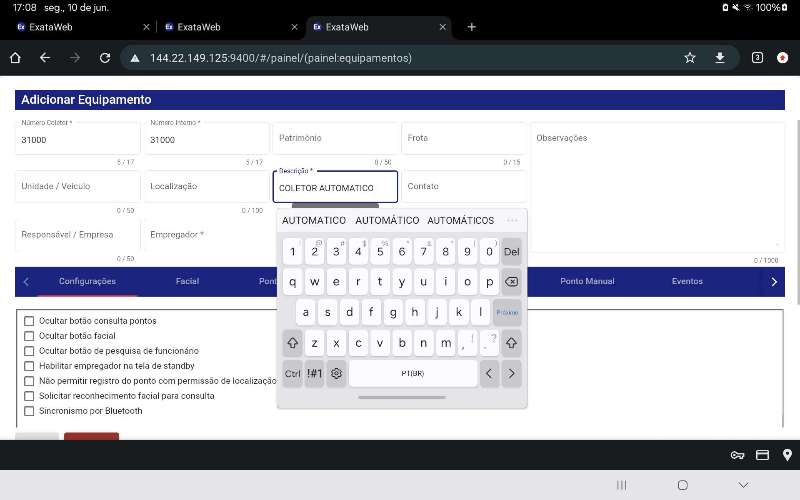 17:08 seg., 10 de jun. 100%
Ex ExataWeb
Ex ExataWeb
Ex ExataWeb
144.22.149.125:9400/#/painel/(painel:equipamentos)
3
Adicionar Equipamento
Número Coletor *
31000
5 / 17
Número Interno *
31000
5 / 17
Patrimônio
0 / 50
Frota
0 / 15
Observações
0 / 1000
Unidade / Veículo
0 / 50
Localização
0 / 100
Descrição *
COLETOR AUTOMATICO
Contato
Responsável / Empresa
0 / 50
Empregador *
AUTOMATICO AUTOMÁTICO AUTOMÁTICOS ...
Configurações Facial Pont Ponto Manual Eventos
Ocultar botão consulta pontos
Ocultar botão facial
Ocultar botão de pesquisa de funcionário
Habilitar empregador na tela de standby
Não permitir registro do ponto com permissão de localização
Solicitar reconhecimento facial para consulta
Sincronismo por Bluetooth
1 2 3 4 5 6 7 8 9 0 Del
q w e r t y u i o p
a s d f g h j k l Próximo
z x c v b n m , ! . ?
Ctrl !#1 PT(BR) < >